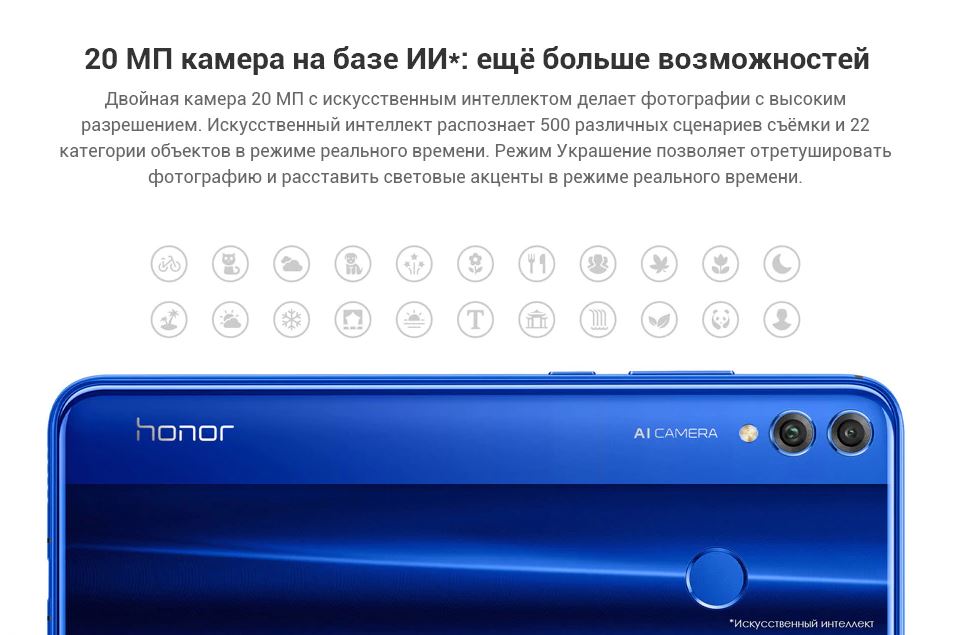 20 МП камера на базе ИИ*: ещё больше возможностей
Двойная камера 20 МП с искусственным интеллектом делает фотографии с высоким
разрешением. Искусственный интеллект распознает 500 различных сценариев съёмки и 22
категории объектов в режиме реального времени. Режим Украшение позволяет отретушировать
фотографию и расставить световые акценты в режиме реального времени.
T
honor
AI CAMERA
*Искусственный интеллект